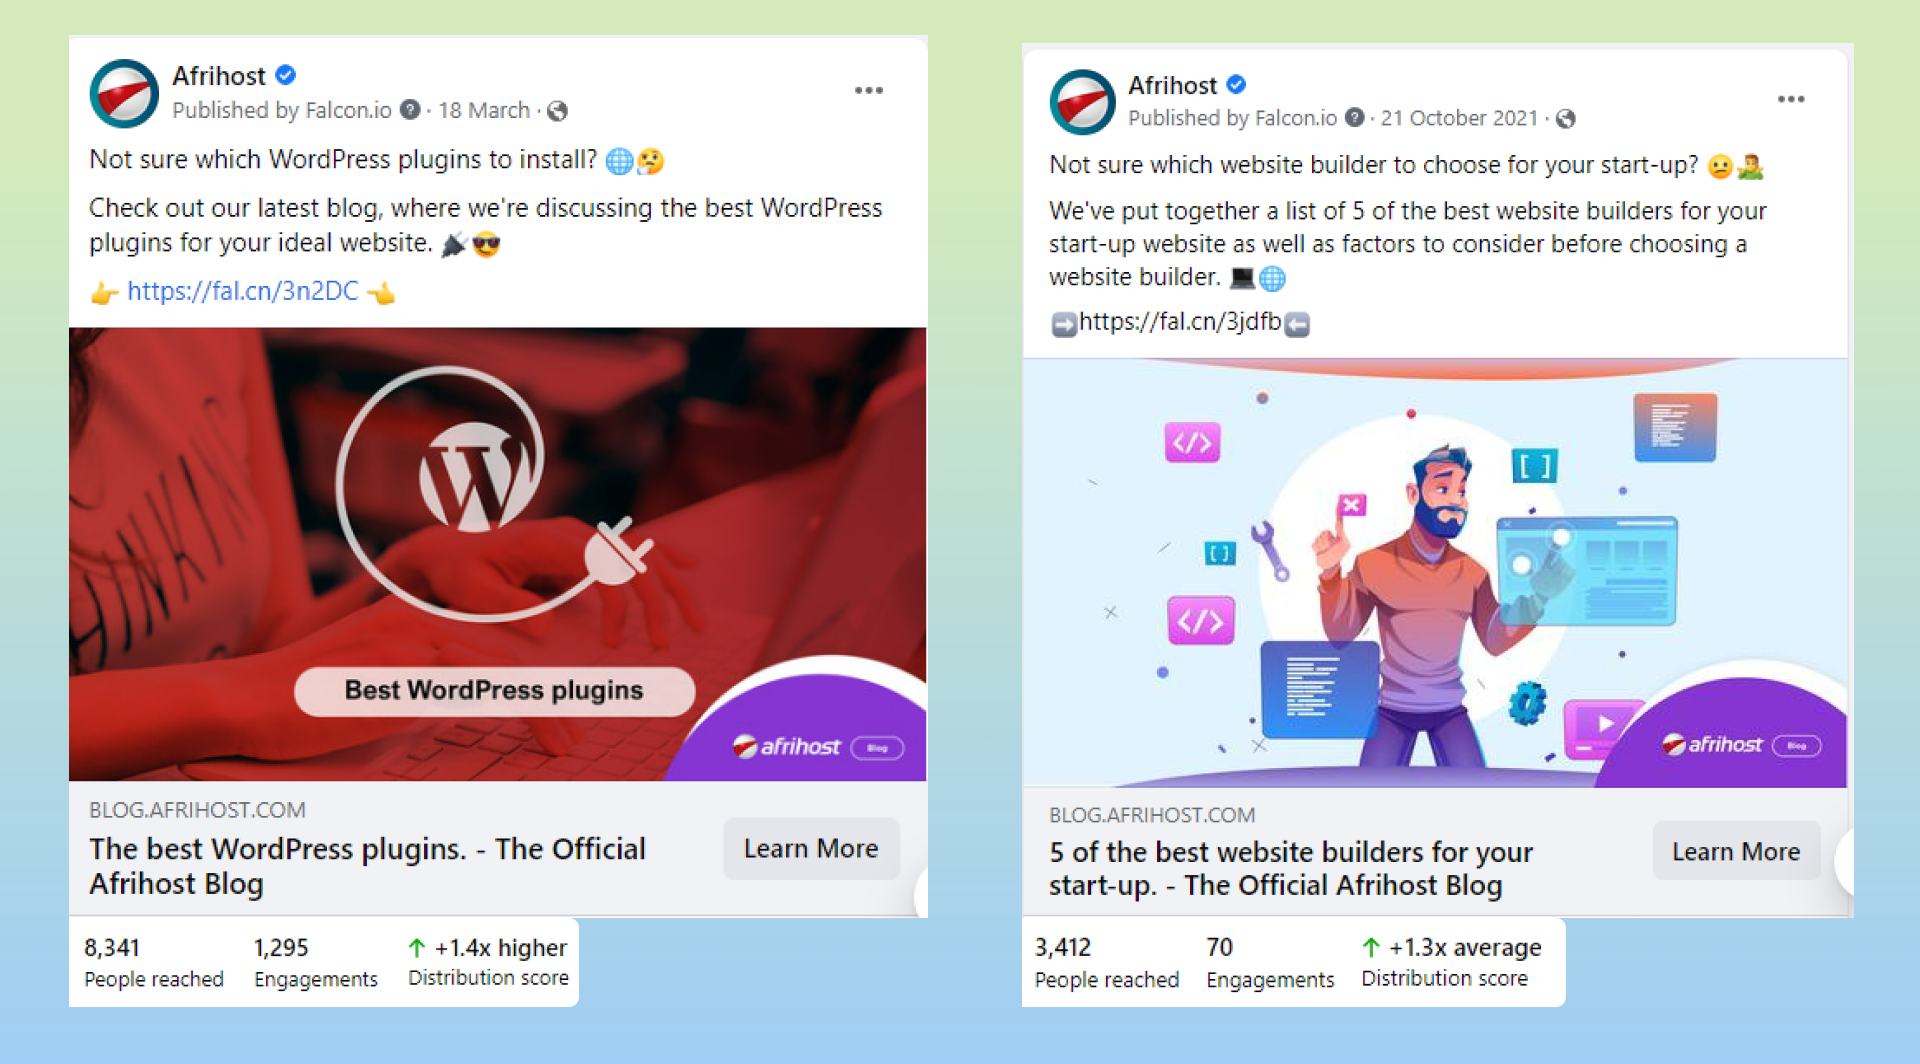 Afrihost
Published by Falcon.io · 18 March ·
Not sure which WordPress plugins to install? 🌐🤔
Check out our latest blog, where we're discussing the best WordPress
plugins for your ideal website. 🔌😎
👉 https://fal.cn/3n2DC 👈
THINKING
W
Best WordPress plugins
afrihost Blog
BLOG.AFRIHOST.COM
The best WordPress plugins. - The Official
Afrihost Blog
Learn More
8,341
People reached
1,295
Engagements
+1.4x higher
Distribution score
Afrihost
Published by Falcon.io · 21 October 2021 ·
Not sure which website builder to choose for your start-up? 😕🤷
We've put together a list of 5 of the best website builders for your
start-up website as well as factors to consider before choosing a
website builder. 💻🌐
➡️https://fal.cn/3jdfb⬅️
</>
[ ]
[ ]
</>
afrihost Blog
BLOG.AFRIHOST.COM
5 of the best website builders for your
start-up. - The Official Afrihost Blog
Learn More
3,412
People reached
70
Engagements
+1.3x average
Distribution score